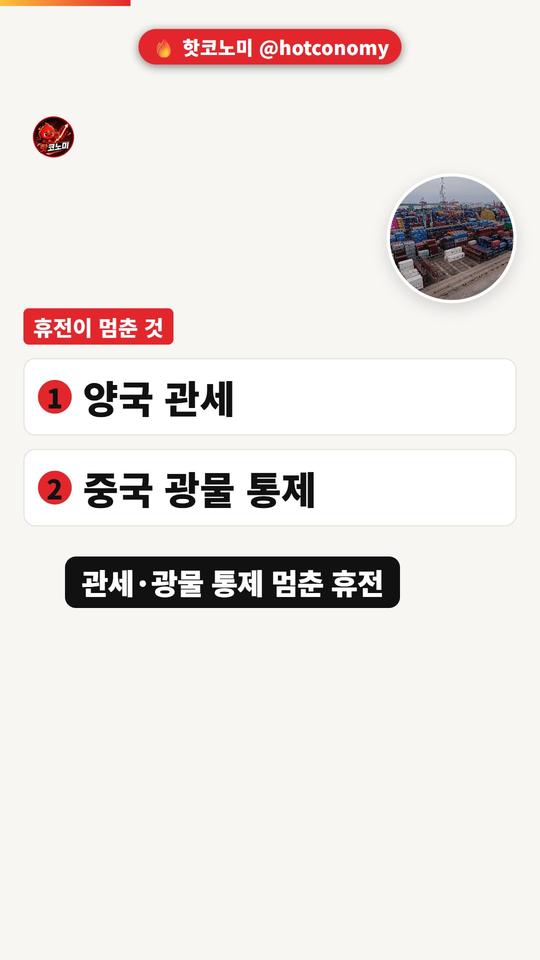 핫코노미 @hotconomy
핫코노미
휴전이 멈춘 것
1 양국 관세
2 중국 광물 통제
관세·광물 통제 멈춘 휴전